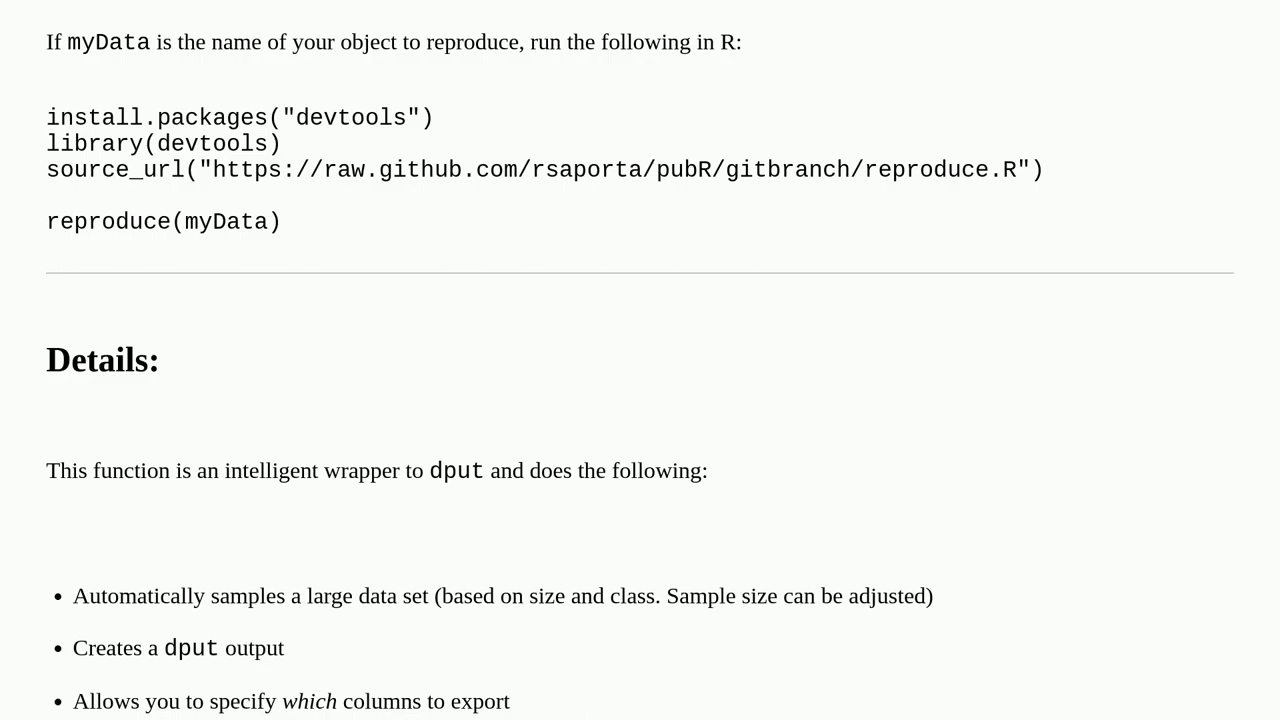 If myData is the name of your object to reproduce, run the following in R:
install.packages("devtools")
library(devtools)
source_url("https://raw.github.com/rsaporta/pubR/gitbranch/reproduce.R")
reproduce(myData)
Details:
This function is an intelligent wrapper to dput and does the following:
• Automatically samples a large data set (based on size and class. Sample size can be adjusted)
• Creates a dput output
• Allows you to specify which columns to export